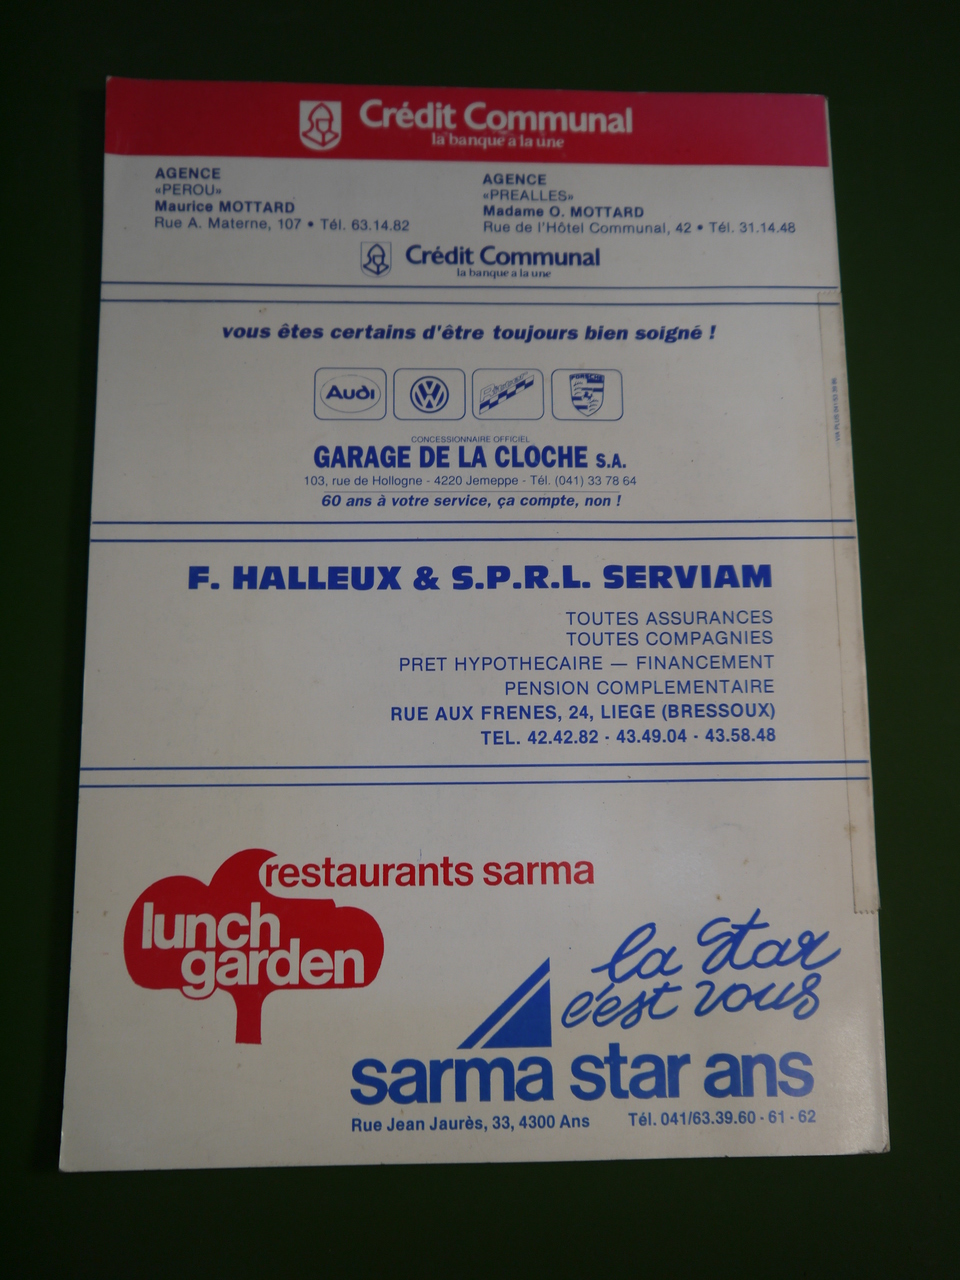 Crédit Communal
la banque a la une
AGENCE
«PEROU»
Maurice MOTTARD
Rue A. Materne, 107 • Tél. 63.14.82
AGENCE
«PREALLES»
Madame O. MOTTARD
Rue de l'Hôtel Communal, 42 • Tél. 31.14.48
Crédit Communal
la banque a la une
vous êtes certains d'être toujours bien soigné !
Audi
VW
PORSCHE
CONCESSIONNAIRE OFFICIEL
GARAGE DE LA CLOCHE S.A.
103, rue de Hollogne - 4220 Jemeppe - Tél. (041) 33 78 64
60 ans à votre service, ça compte, non !
F. HALLEUX & S.P.R.L. SERVIAM
TOUTES ASSURANCES
TOUTES COMPAGNIES
PRET HYPOTHECAIRE — FINANCEMENT
PENSION COMPLEMENTAIRE
RUE AUX FRENES, 24, LIEGE (BRESSOUX)
TEL. 42.42.82 - 43.49.04 - 43.58.48
restaurants sarma
lunch
garden
la star
c'est vous
sarma star ans
Rue Jean Jaurès, 33, 4300 Ans Tél. 041/63.39.60 - 61 - 62